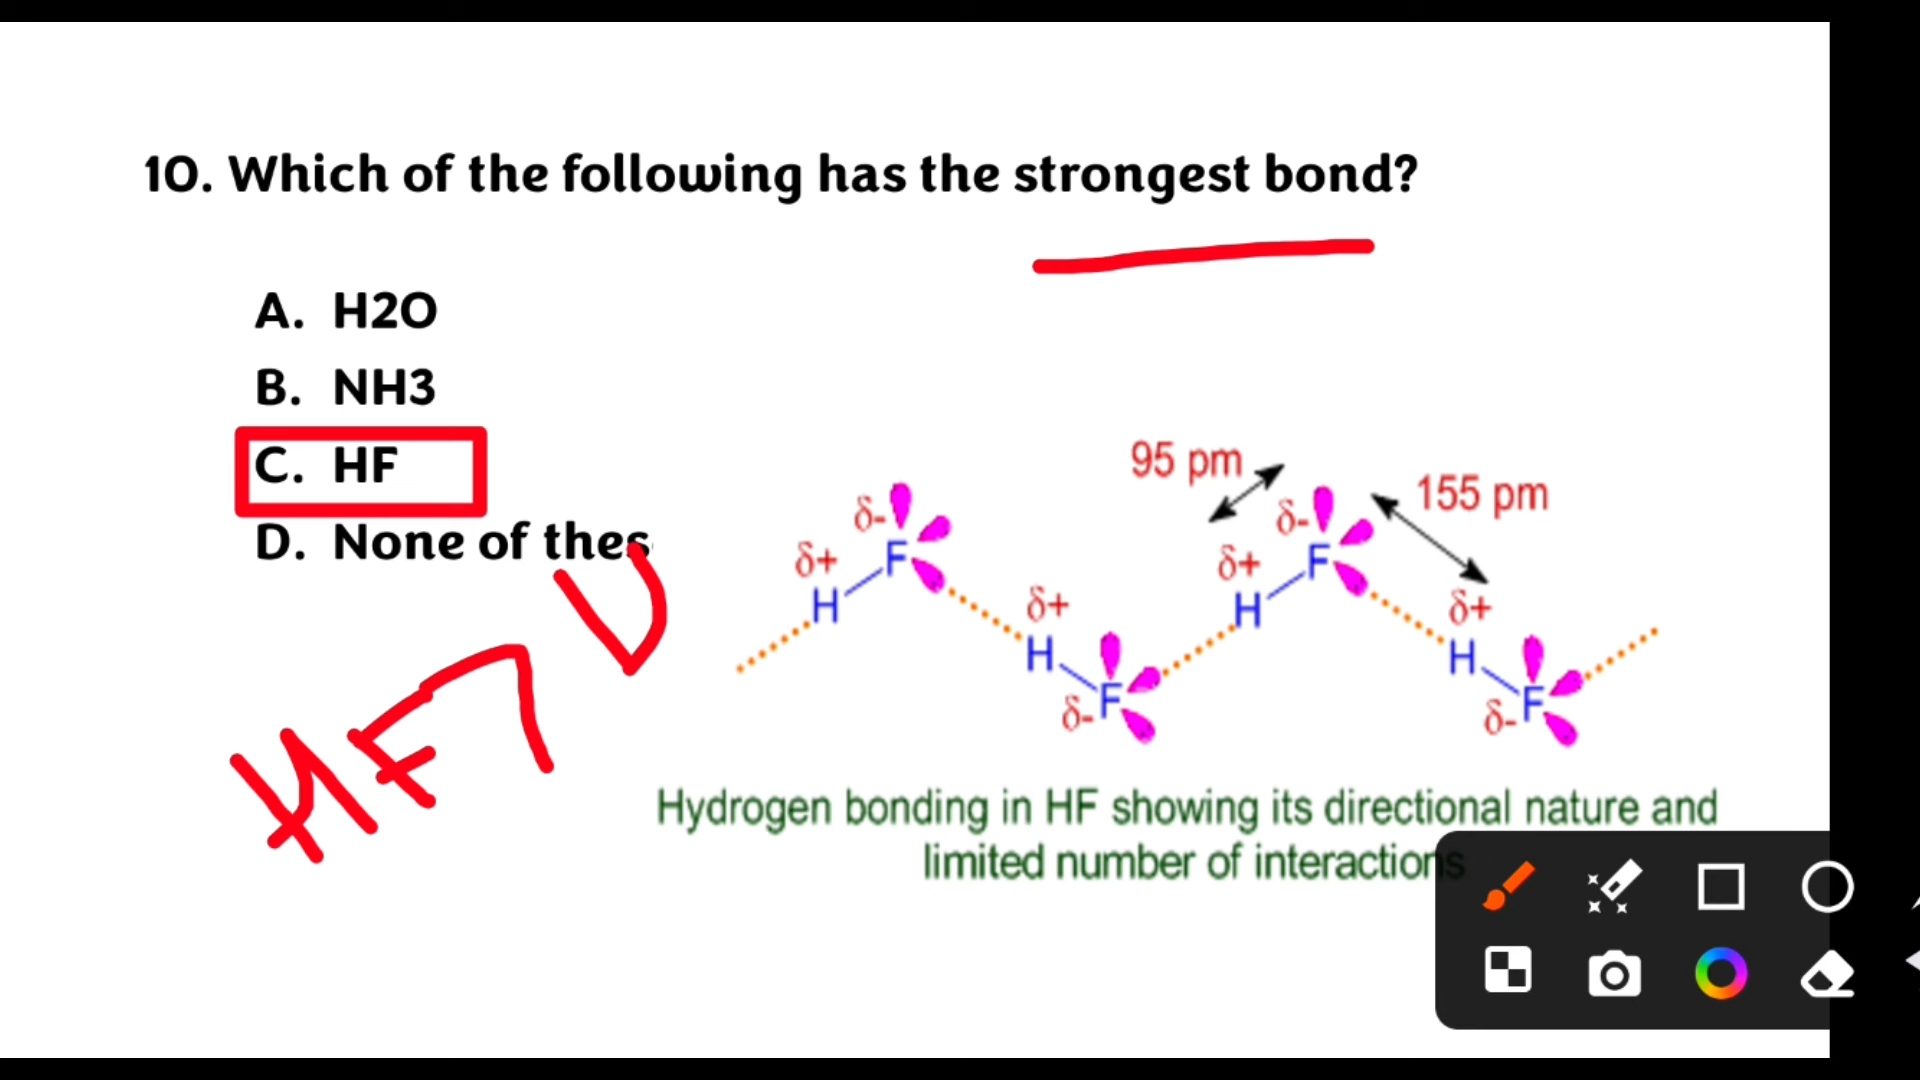 10. Which of the following has the strongest bond?
A. H2O
B. NH3
C. HF
D. None of thes
95 pm
155 pm
δ- δ-
δ+ F δ+ F
H δ+ H δ+
H H
δ- F δ- F
HF
Hydrogen bonding in HF showing its directional nature and
limited number of interactions